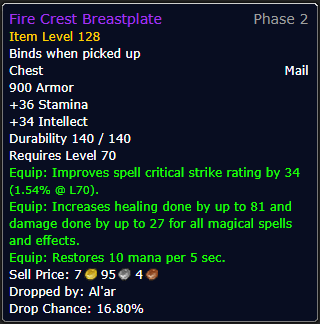 Fire Crest Breastplate Phase 2
Item Level 128
Binds when picked up
Chest Mail
900 Armor
+36 Stamina
+34 Intellect
Durability 140 / 140
Requires Level 70
Equip: Improves spell critical strike rating by 34
(1.54% @ L70).
Equip: Increases healing done by up to 81 and
damage done by up to 27 for all magical spells
and effects.
Equip: Restores 10 mana per 5 sec.
Sell Price: 7 95 4
Dropped by: Al'ar
Drop Chance: 16.80%